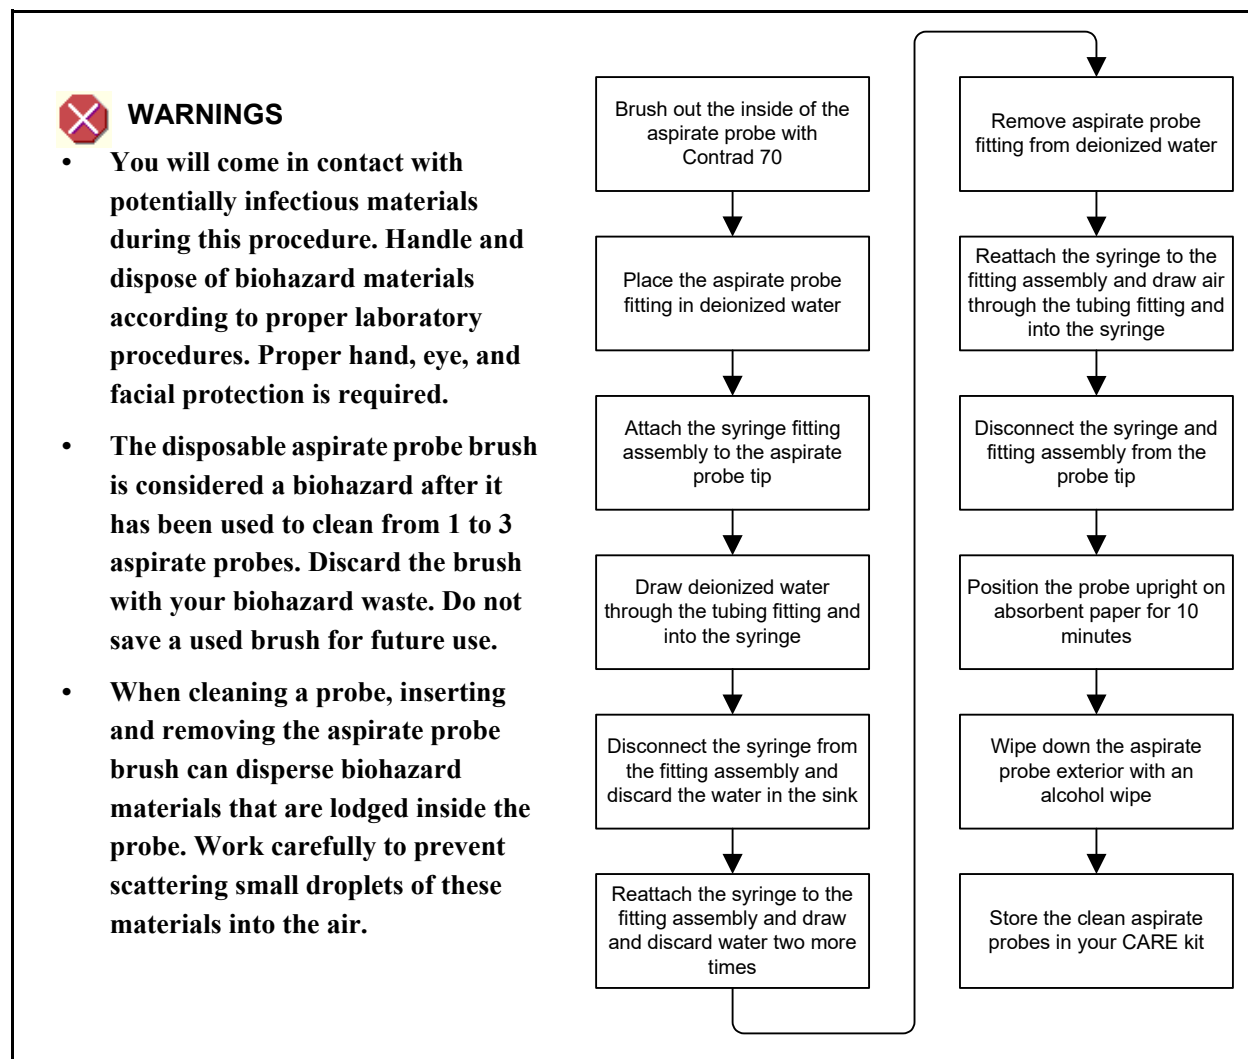 WARNINGS
• You will come in contact with
potentially infectious materials
during this procedure. Handle and
dispose of biohazard materials
according to proper laboratory
procedures. Proper hand, eye, and
facial protection is required.
• The disposable aspirate probe brush
is considered a biohazard after it
has been used to clean from 1 to 3
aspirate probes. Discard the brush
with your biohazard waste. Do not
save a used brush for future use.
• When cleaning a probe, inserting
and removing the aspirate probe
brush can disperse biohazard
materials that are lodged inside the
probe. Work carefully to prevent
scattering small droplets of these
materials into the air.
Brush out the inside of the
aspirate probe with
Contrad 70
Place the aspirate probe
fitting in deionized water
Attach the syringe fitting
assembly to the aspirate
probe tip
Draw deionized water
through the tubing fitting and
into the syringe
Disconnect the syringe from
the fitting assembly and
discard the water in the sink
Reattach the syringe to the
fitting assembly and draw
and discard water two more
times
Remove aspirate probe
fitting from deionized water
Reattach the syringe to the
fitting assembly and draw air
through the tubing fitting and
into the syringe
Disconnect the syringe and
fitting assembly from the
probe tip
Position the probe upright on
absorbent paper for 10
minutes
Wipe down the aspirate
probe exterior with an
alcohol wipe
Store the clean aspirate
probes in your CARE kit